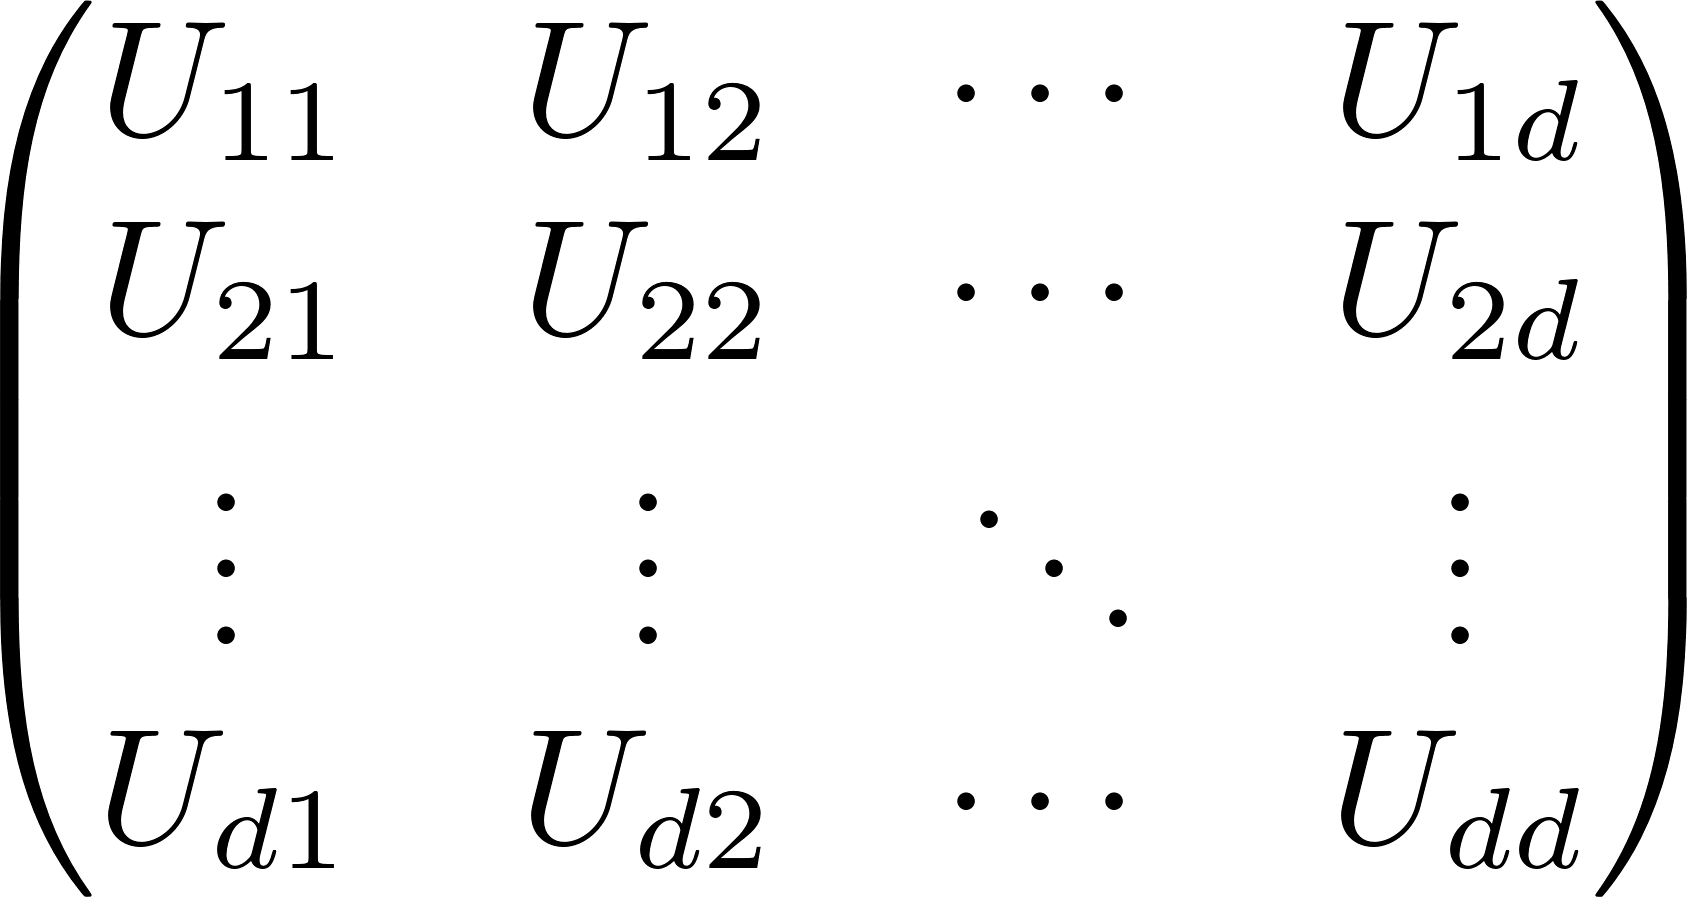 U₁₁ U₁₂ ⋯ U₁d
U₂₁ U₂₂ ⋯ U₂d
⋮ ⋮ ⋱ ⋮
Ud1 Ud2 ⋯ Udd